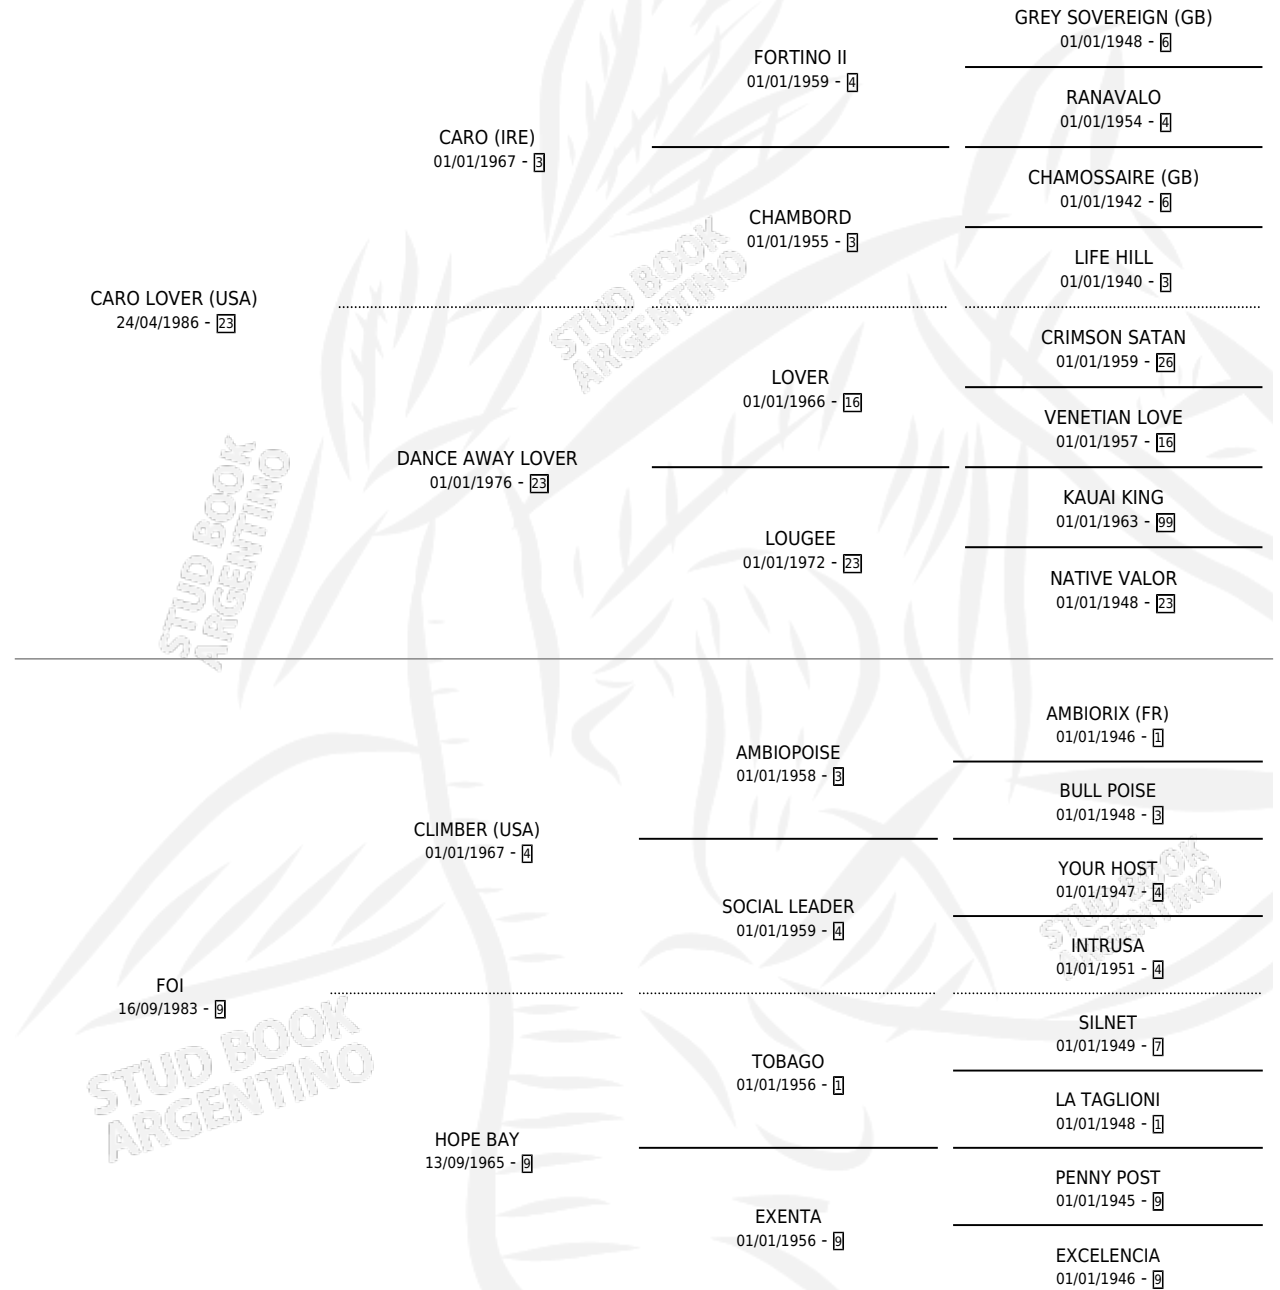 GREY SOVEREIGN (GB)
01/01/1948 - 6
FORTINO II
01/01/1959 - 4
RANAVALO
01/01/1954 - 4
CARO (IRE)
01/01/1967 - 3
CHAMOSSAIRE (GB)
01/01/1942 - 6
CHAMBORD
01/01/1955 - 3
LIFE HILL
01/01/1940 - 3
CARO LOVER (USA)
24/04/1986 - 23
CRIMSON SATAN
01/01/1959 - 26
LOVER
01/01/1966 - 16
VENETIAN LOVE
01/01/1957 - 16
DANCE AWAY LOVER
01/01/1976 - 23
KAUAI KING
01/01/1963 - 99
LOUGEE
01/01/1972 - 23
NATIVE VALOR
01/01/1948 - 23
STUD BOOK
ARGENTINO
STUD BOOK
ARGENTINO
AMBIORIX (FR)
01/01/1946 - 1
AMBIOPOISE
01/01/1958 - 3
BULL POISE
01/01/1948 - 3
CLIMBER (USA)
01/01/1967 - 4
YOUR HOST
01/01/1947 - 4
SOCIAL LEADER
01/01/1959 - 4
INTRUSA
01/01/1951 - 4
FOI
16/09/1983 - 9
SILNET
01/01/1949 - 7
TOBAGO
01/01/1956 - 1
LA TAGLIONI
01/01/1948 - 1
HOPE BAY
13/09/1965 - 9
PENNY POST
01/01/1945 - 9
EXENTA
01/01/1956 - 9
EXCELENCIA
01/01/1946 - 9
STUD BOOK
ARGENTINO
STUD BOOK
ARGENTINO